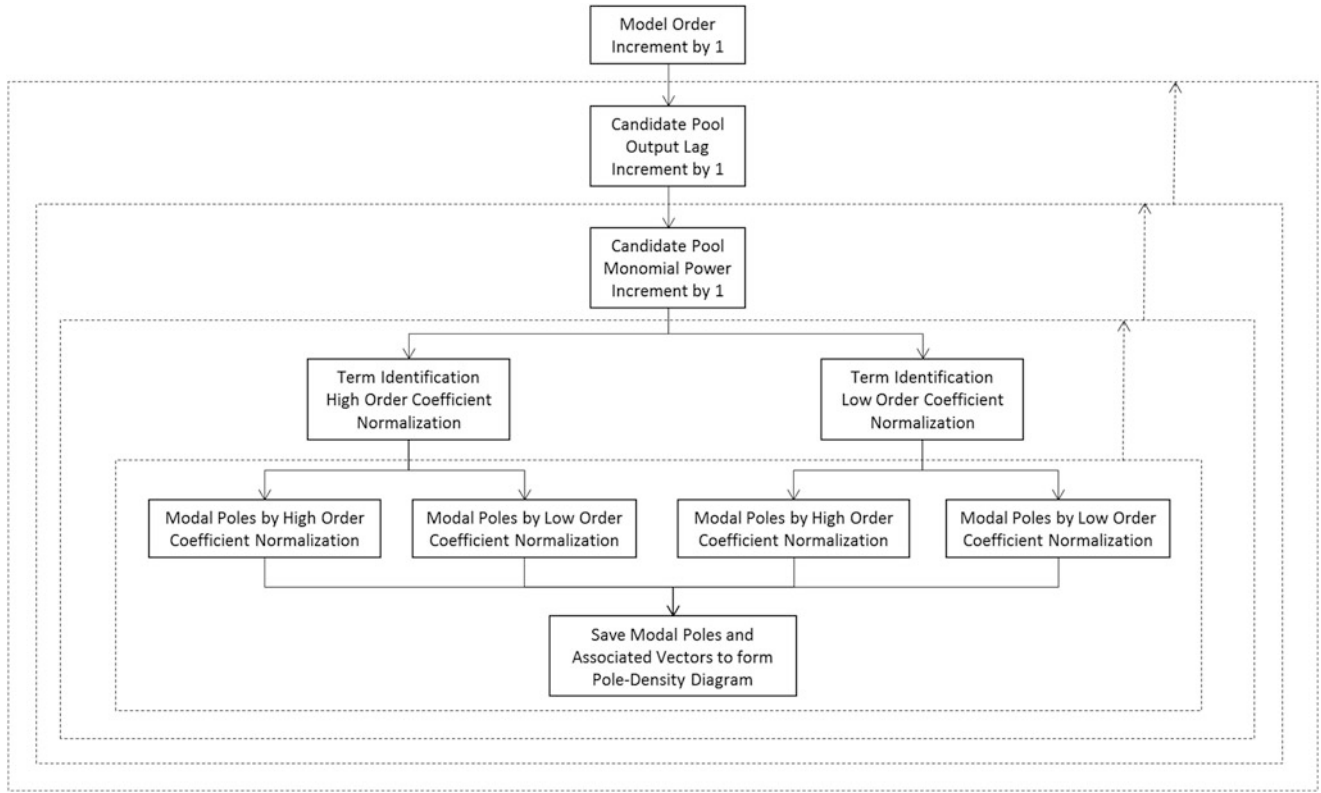 Model Order
Increment by 1
Candidate Pool
Output Lag
Increment by 1
Candidate Pool
Monomial Power
Increment by 1
Term Identification
High Order Coefficient
Normalization
Term Identification
Low Order Coefficient
Normalization
Modal Poles by High Order
Coefficient Normalization
Modal Poles by Low Order
Coefficient Normalization
Modal Poles by High Order
Coefficient Normalization
Modal Poles by Low Order
Coefficient Normalization
Save Modal Poles and
Associated Vectors to form
Pole-Density Diagram